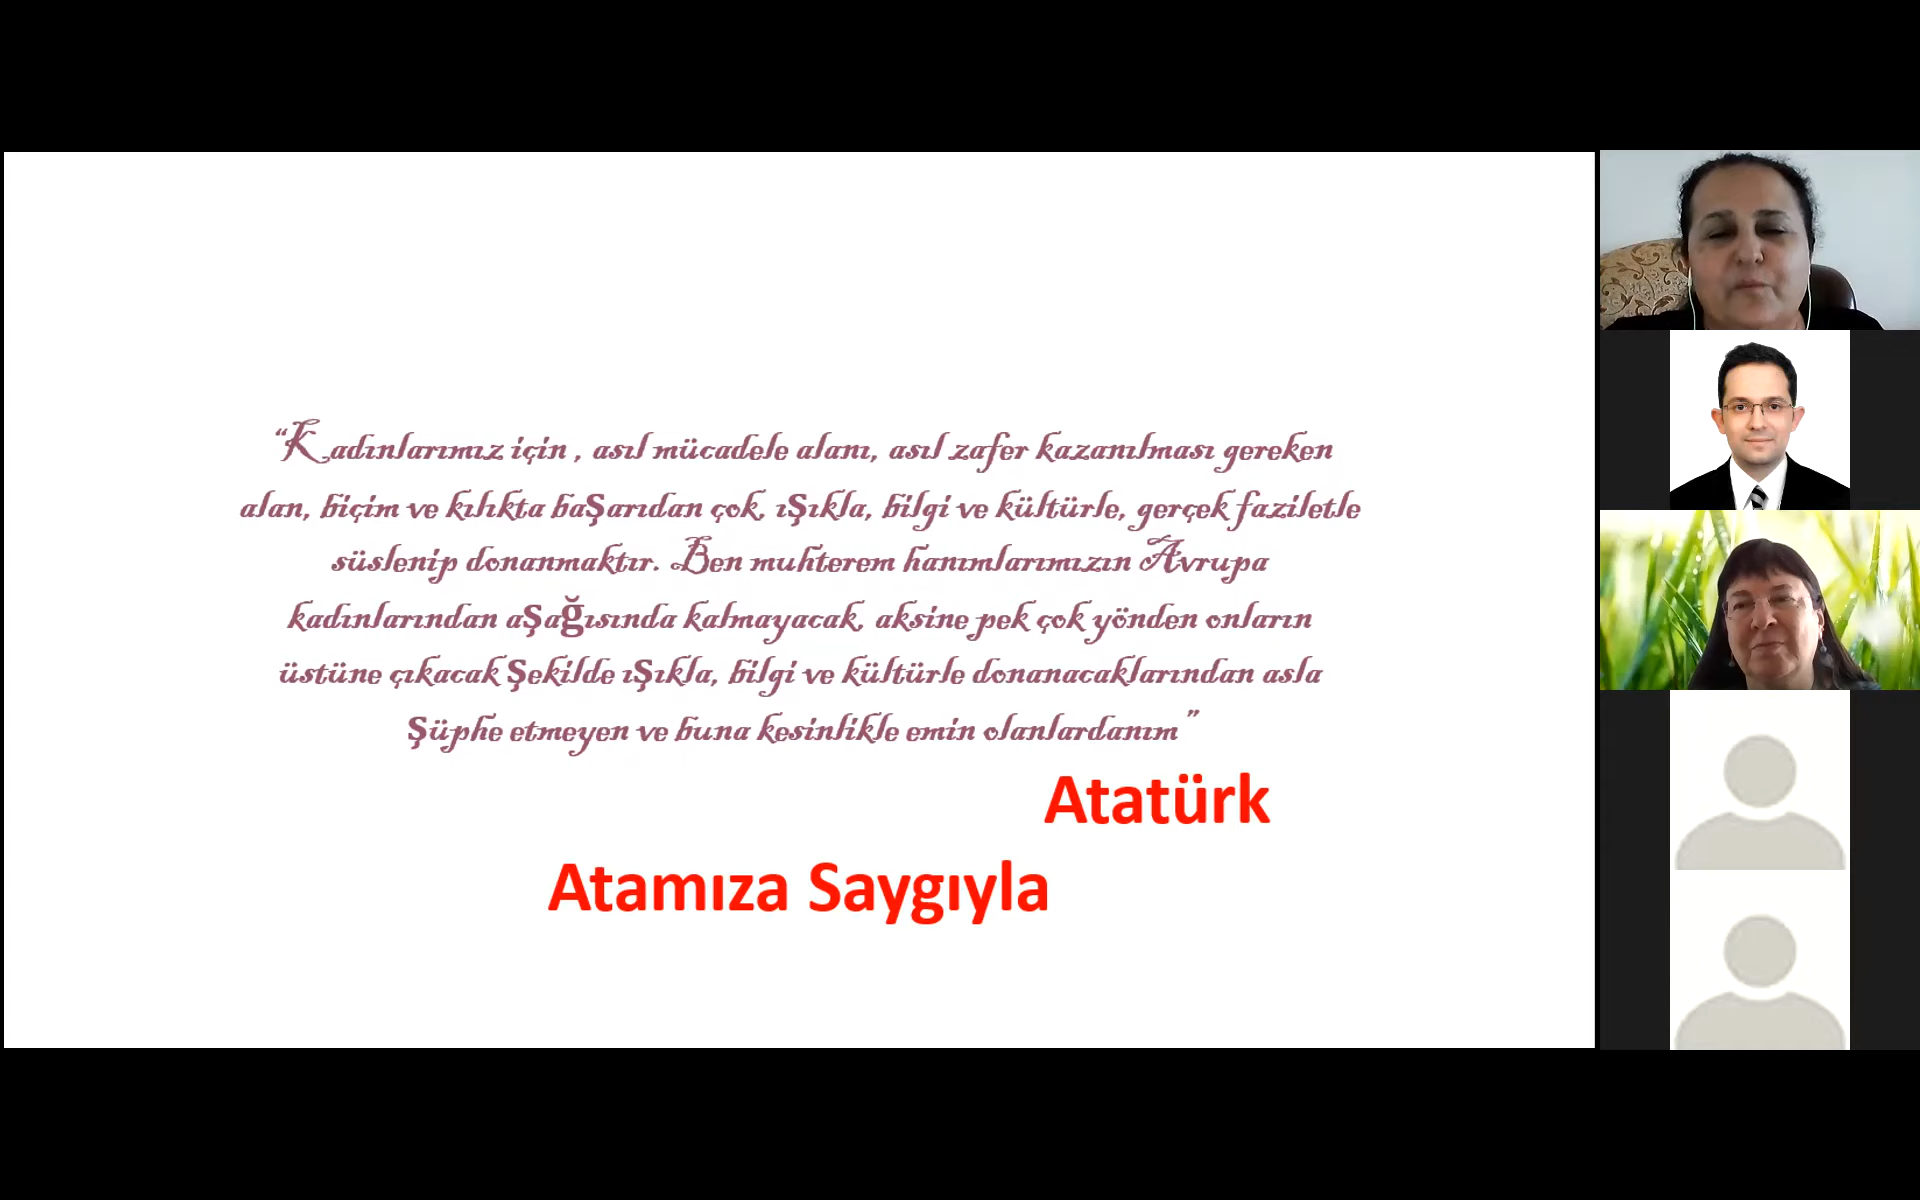 “Kadınlarımız için , asıl mücadele alanı, asıl zafer kazanılması gereken
alan, biçim ve kılıkta başarıdan çok, ışıkla, bilgi ve kültürle, gerçek faziletle
süslenip donanmaktır. Ben muhterem hanımlarımızın Avrupa
kadınlarından aşağısında kalmayacak, aksine pek çok yönden onların
üstüne çıkacak şekilde ışıkla, bilgi ve kültürle donanacaklarından asla
şüphe etmeyen ve buna kesinlikle emin olanlardanım”
Atatürk
Atamıza Saygıyla